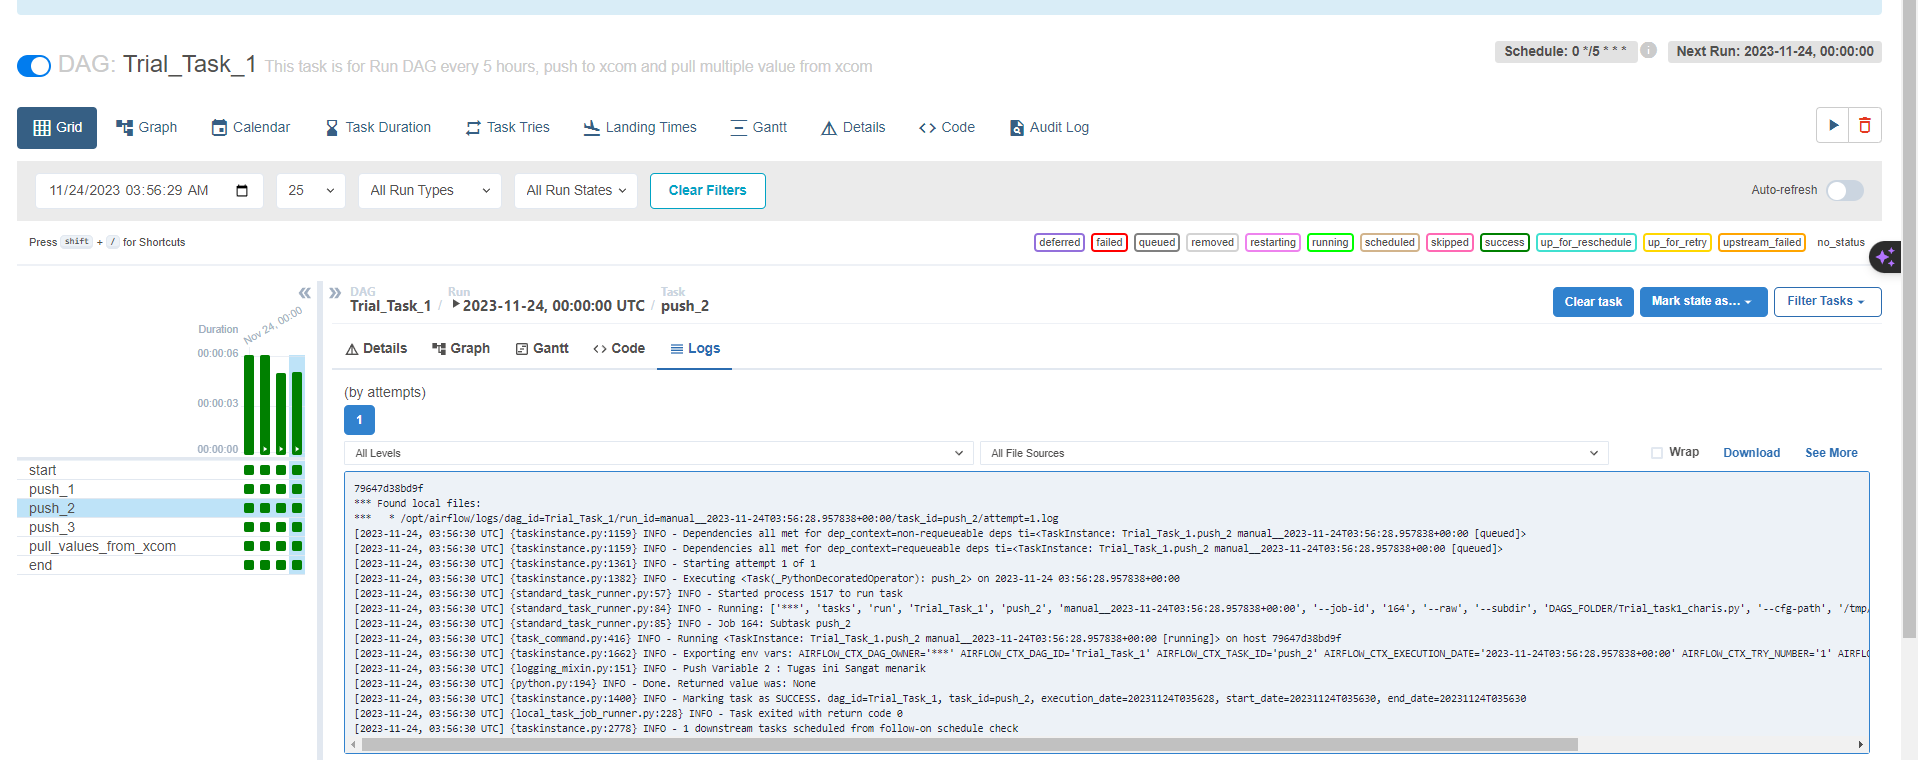 DAG: Trial_Task_1 This task is for Run DAG every 5 hours, push to xcom and pull multiple value from xcom
Schedule: 0 */5 * * * i Next Run: 2023-11-24, 00:00:00
Grid Graph Calendar Task Duration Task Tries Landing Times Gantt Details Code Audit Log
11/24/2023 03:56:29 AM 25 All Run Types All Run States Clear Filters Auto-refresh
Press shift + / for Shortcuts
deferred failed queued removed restarting running scheduled skipped success up_for_reschedule up_for_retry upstream_failed no_status
Duration
Nov 24, 00:00
00:00:06
00:00:03
00:00:00
start
push_1
push_2
push_3
pull_values_from_xcom
end
DAG Run Task
Trial_Task_1 / 2023-11-24, 00:00:00 UTC / push_2
Clear task Mark state as... Filter Tasks
Details Graph Gantt Code Logs
(by attempts)
1
All Levels All File Sources Wrap Download See More
79647d38bd9f
*** Found local files:
***   * /opt/airflow/logs/dag_id=Trial_Task_1/run_id=manual__2023-11-24T03:56:28.957838+00:00/task_id=push_2/attempt=1.log
[2023-11-24, 03:56:30 UTC] {taskinstance.py:1159} INFO - Dependencies all met for dep_context=non-requeueable deps ti=<TaskInstance: Trial_Task_1.push_2 manual__2023-11-24T03:56:28.957838+00:00 [queued]>
[2023-11-24, 03:56:30 UTC] {taskinstance.py:1159} INFO - Dependencies all met for dep_context=requeueable deps ti=<TaskInstance: Trial_Task_1.push_2 manual__2023-11-24T03:56:28.957838+00:00 [queued]>
[2023-11-24, 03:56:30 UTC] {taskinstance.py:1361} INFO - Starting attempt 1 of 1
[2023-11-24, 03:56:30 UTC] {taskinstance.py:1382} INFO - Executing <Task(_PythonDecoratedOperator): push_2> on 2023-11-24 03:56:28.957838+00:00
[2023-11-24, 03:56:30 UTC] {standard_task_runner.py:57} INFO - Started process 1517 to run task
[2023-11-24, 03:56:30 UTC] {standard_task_runner.py:84} INFO - Running: ['***', 'tasks', 'run', 'Trial_Task_1', 'push_2', 'manual__2023-11-24T03:56:28.957838+00:00', '--job-id', '164', '--raw', '--subdir', 'DAGS_FOLDER/Trial_task1_charis.py', '--cfg-path', '/tmp/
[2023-11-24, 03:56:30 UTC] {standard_task_runner.py:85} INFO - Job 164: Subtask push_2
[2023-11-24, 03:56:30 UTC] {task_command.py:416} INFO - Running <TaskInstance: Trial_Task_1.push_2 manual__2023-11-24T03:56:28.957838+00:00 [running]> on host 79647d38bd9f
[2023-11-24, 03:56:30 UTC] {taskinstance.py:1662} INFO - Exporting env vars: AIRFLOW_CTX_DAG_OWNER='***' AIRFLOW_CTX_DAG_ID='Trial_Task_1' AIRFLOW_CTX_TASK_ID='push_2' AIRFLOW_CTX_EXECUTION_DATE='2023-11-24T03:56:28.957838+00:00' AIRFLOW_CTX_TRY_NUMBER='1' AIRFLO
[2023-11-24, 03:56:30 UTC] {logging_mixin.py:151} INFO - Push Variable 2 : Tugas ini Sangat menarik
[2023-11-24, 03:56:30 UTC] {python.py:194} INFO - Done. Returned value was: None
[2023-11-24, 03:56:30 UTC] {taskinstance.py:1400} INFO - Marking task as SUCCESS. dag_id=Trial_Task_1, task_id=push_2, execution_date=20231124T035628, start_date=20231124T035630, end_date=20231124T035630
[2023-11-24, 03:56:30 UTC] {local_task_job_runner.py:228} INFO - Task exited with return code 0
[2023-11-24, 03:56:30 UTC] {taskinstance.py:2778} INFO - 1 downstream tasks scheduled from follow-on schedule check